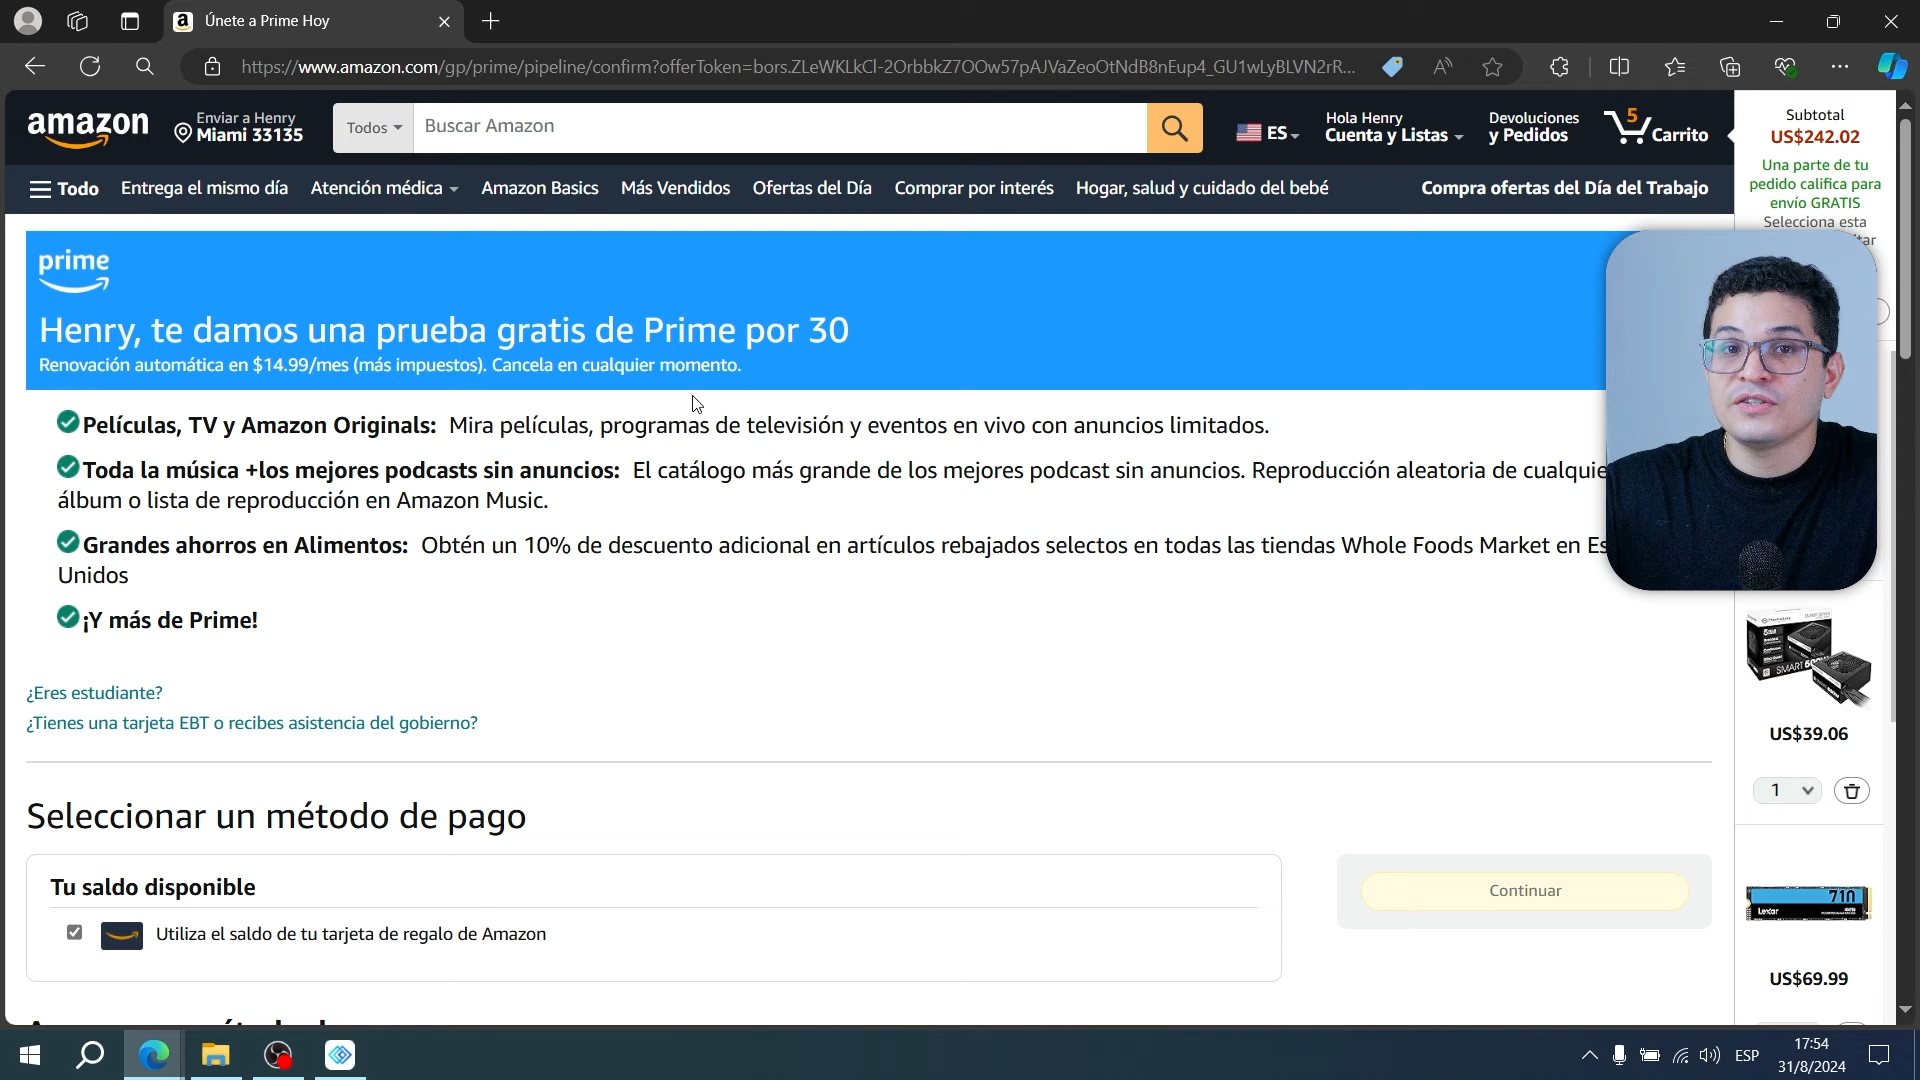 Únete a Prime Hoy
https://www.amazon.com/gp/prime/pipeline/confirm?offerToken=bors.ZLeWKLkCl-2OrbbkZ7OOw57pAJVaZeoOtNdB8nEup4_GU1wLyBLVN2rR...
amazon
Enviar a Henry
Miami 33135
Todos
Buscar Amazon
ES
Hola Henry
Cuenta y Listas
Devoluciones
y Pedidos
5
Carrito
Todo
Entrega el mismo día
Atención médica
Amazon Basics
Más Vendidos
Ofertas del Día
Comprar por interés
Hogar, salud y cuidado del bebé
Compra ofertas del Día del Trabajo
Subtotal
US$242.02
Una parte de tu
pedido califica para
envío GRATIS
Selecciona esta
prime
Henry, te damos una prueba gratis de Prime por 30
Renovación automática en $14.99/mes (más impuestos). Cancela en cualquier momento.
Películas, TV y Amazon Originals: Mira películas, programas de televisión y eventos en vivo con anuncios limitados.
Toda la música +los mejores podcasts sin anuncios: El catálogo más grande de los mejores podcast sin anuncios. Reproducción aleatoria de cualquie
álbum o lista de reproducción en Amazon Music.
Grandes ahorros en Alimentos: Obtén un 10% de descuento adicional en artículos rebajados selectos en todas las tiendas Whole Foods Market en Es
Unidos
¡Y más de Prime!
¿Eres estudiante?
¿Tienes una tarjeta EBT o recibes asistencia del gobierno?
Seleccionar un método de pago
Tu saldo disponible
Utiliza el saldo de tu tarjeta de regalo de Amazon
Continuar
SMART
US$39.06
1
710
Lexar
US$69.99
ESP
17:54
31/8/2024